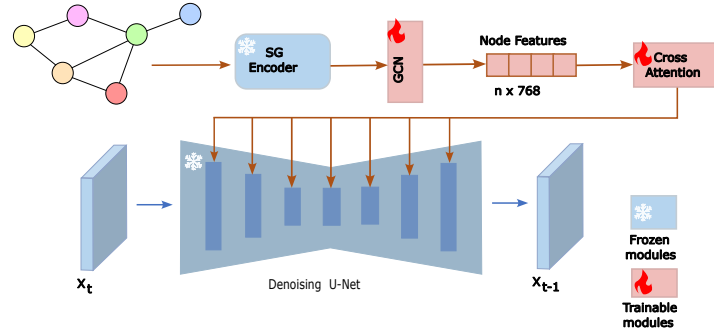 SG
Encoder
GCN
Node Features
n x 768
Cross
Attention
Xt
Denoising U-Net
Xt-1
Frozen
modules
Trainable
modules